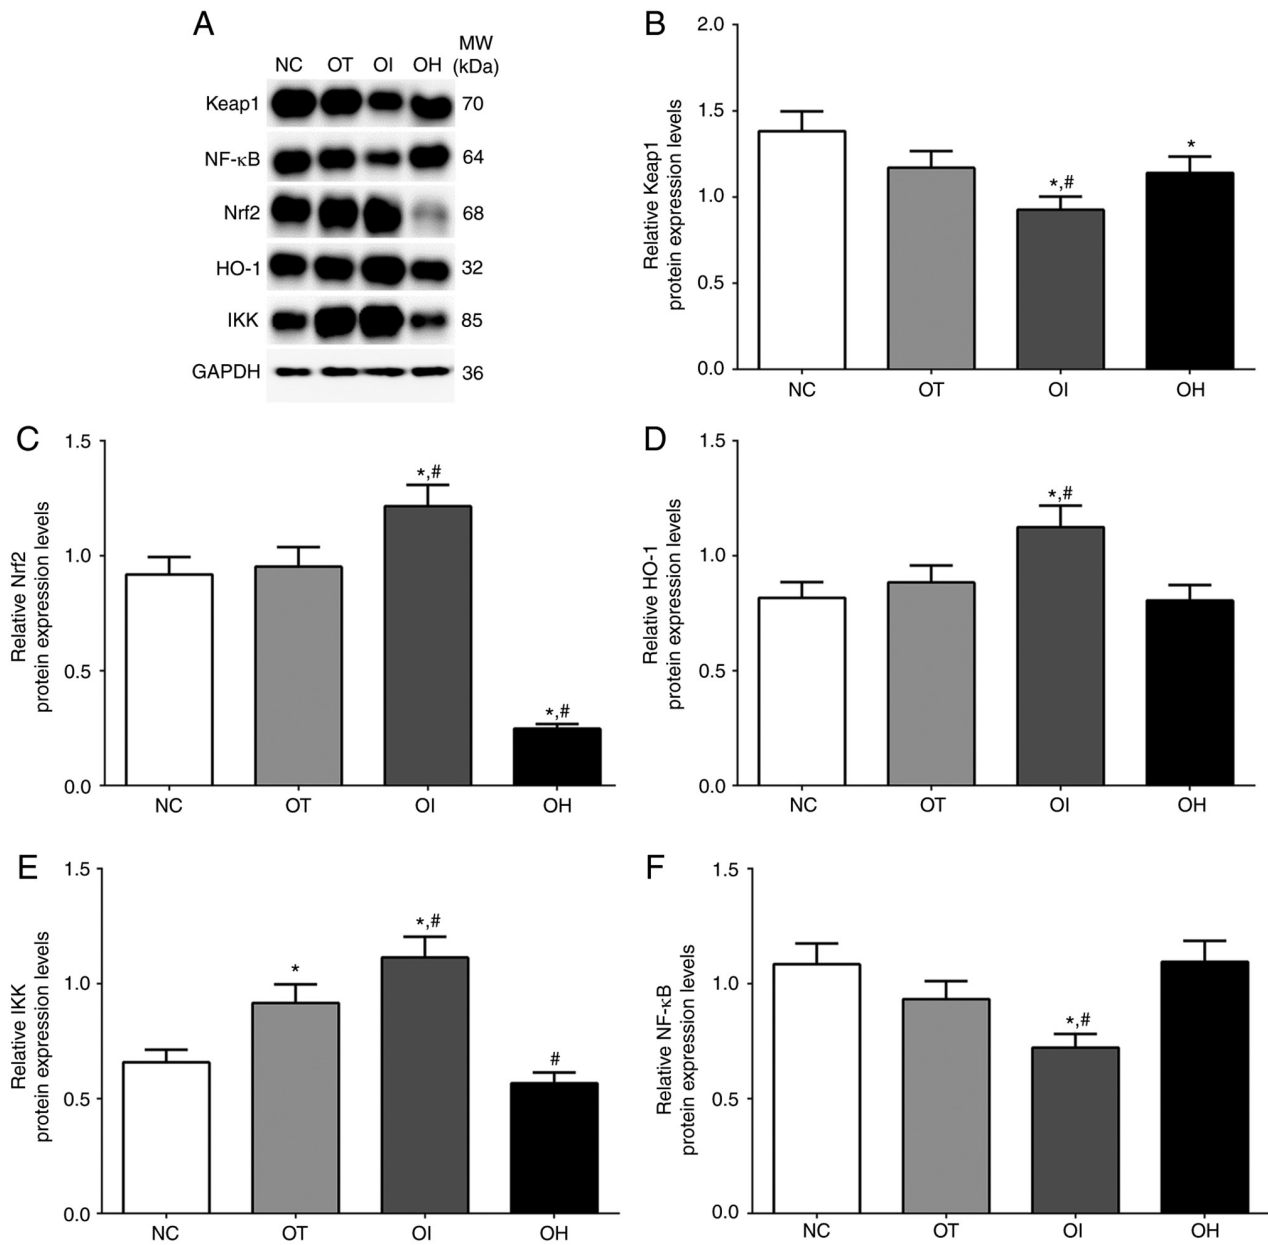 A
MW
NC OT OI OH (kDa)
Keap1 70
NF-κB 64
Nrf2 68
HO-1 32
IKK 85
GAPDH 36
B
Relative Keap1
protein expression levels
2.0
1.5
1.0
0.5
0.0
*,#
*
NC OT OI OH
C
Relative Nrf2
protein expression levels
1.5
1.0
0.5
0.0
*,#
*,#
NC OT OI OH
D
Relative HO-1
protein expression levels
1.5
1.0
0.5
0.0
*,#
NC OT OI OH
E
Relative IKK
protein expression levels
1.5
1.0
0.5
0.0
*
*,#
#
NC OT OI OH
F
Relative NF-κB
protein expression levels
1.5
1.0
0.5
0.0
*,#
NC OT OI OH